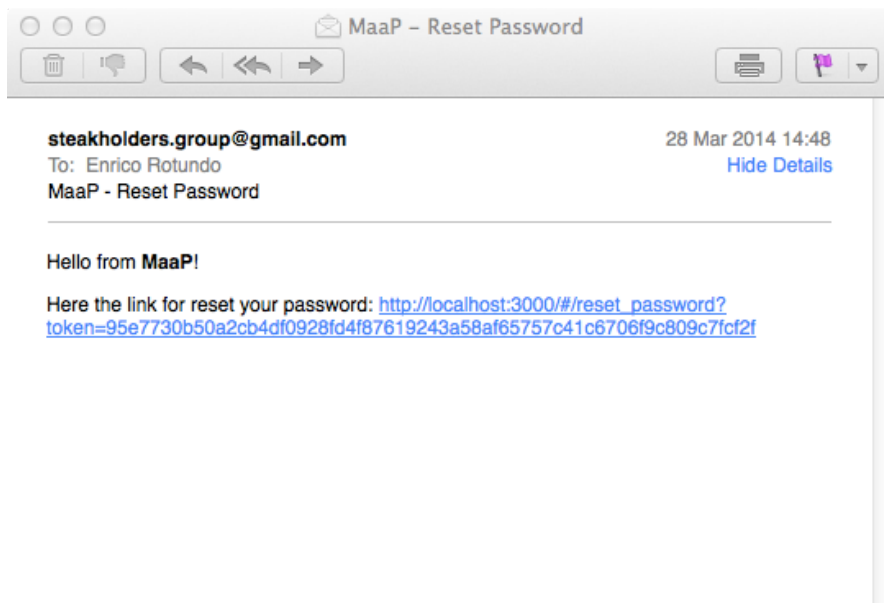 MaaP – Reset Password
steakholders.group@gmail.com
28 Mar 2014 14:48
To: Enrico Rotundo
Hide Details
MaaP - Reset Password
Hello from MaaP!
Here the link for reset your password: http://localhost:3000/#/reset_password?
token=95e7730b50a2cb4df0928fd4f87619243a58af65757c41c6706f9c809c7fcf2f